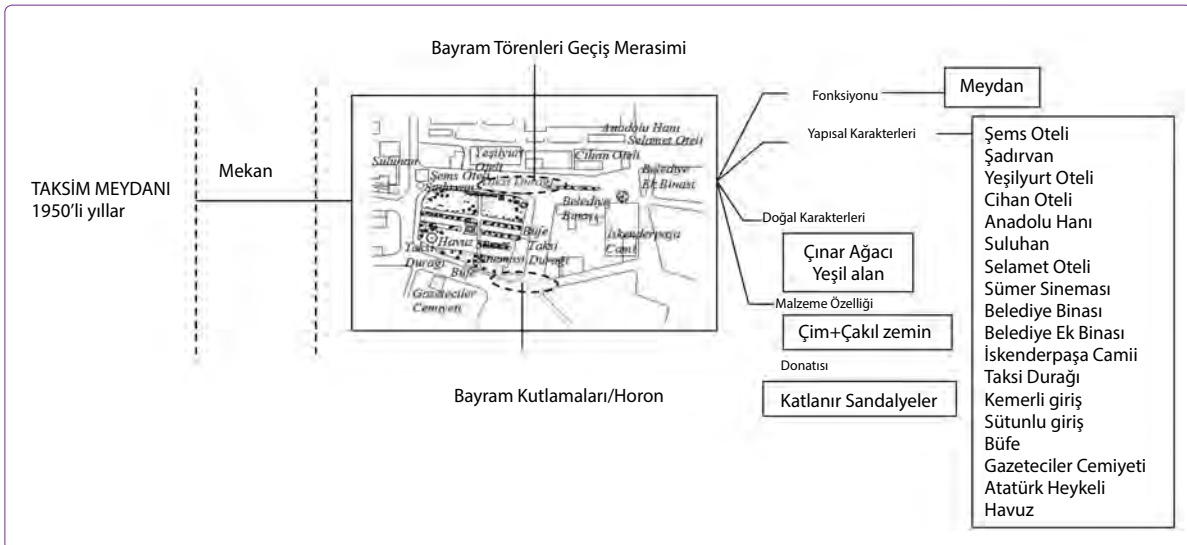 Bayram Törenleri Geçiş Merasimi
TAKSİM MEYDANI
1950'li yıllar
Mekan
Anadolu Hanı
Selamet Oteli
Suluhan
Yeşilyurt
Oteli
Cihan Oteli
Şems Oteli
Belediye
Ek Binası
Belediye
Binası
İskenderpaşa
Cami
Büfe
Havuz
Taksi
Durağı
Taksi
Durağı
Büfe
Gazeteciler
Cemiyeti
Bayram Kutlamaları/Horon
Fonksiyonu
Meydan
Yapısal Karakterleri
Şems Oteli
Şadırvan
Yeşilyurt Oteli
Cihan Oteli
Anadolu Hanı
Suluhan
Selamet Oteli
Sümer Sineması
Belediye Binası
Belediye Ek Binası
İskenderpaşa Camii
Taksi Durağı
Kemerli giriş
Sütunlu giriş
Büfe
Gazeteciler Cemiyeti
Atatürk Heykeli
Havuz
Doğal Karakterleri
Çınar Ağacı
Yeşil alan
Malzeme Özelliği
Çim+Çakıl zemin
Donatısı
Katlanır Sandalyeler